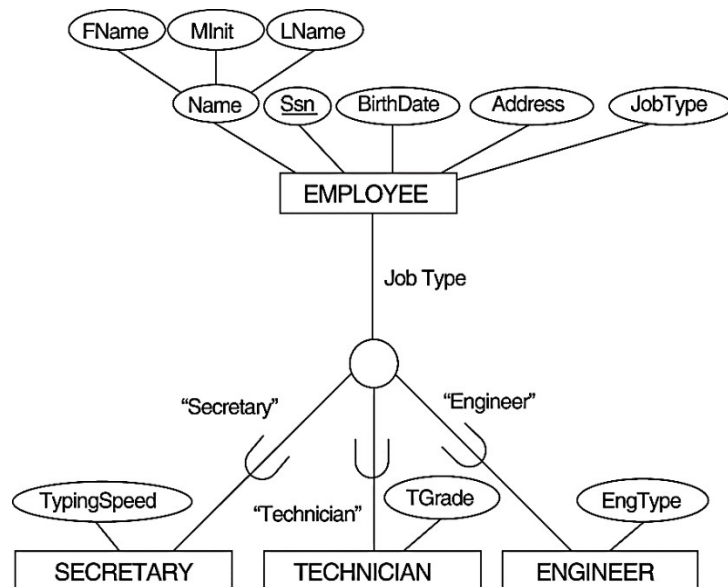 FName MInit LName
Name Ssn BirthDate Address JobType
EMPLOYEE
Job Type
“Secretary” “Engineer”
TypingSpeed “Technician” TGrade EngType
SECRETARY TECHNICIAN ENGINEER